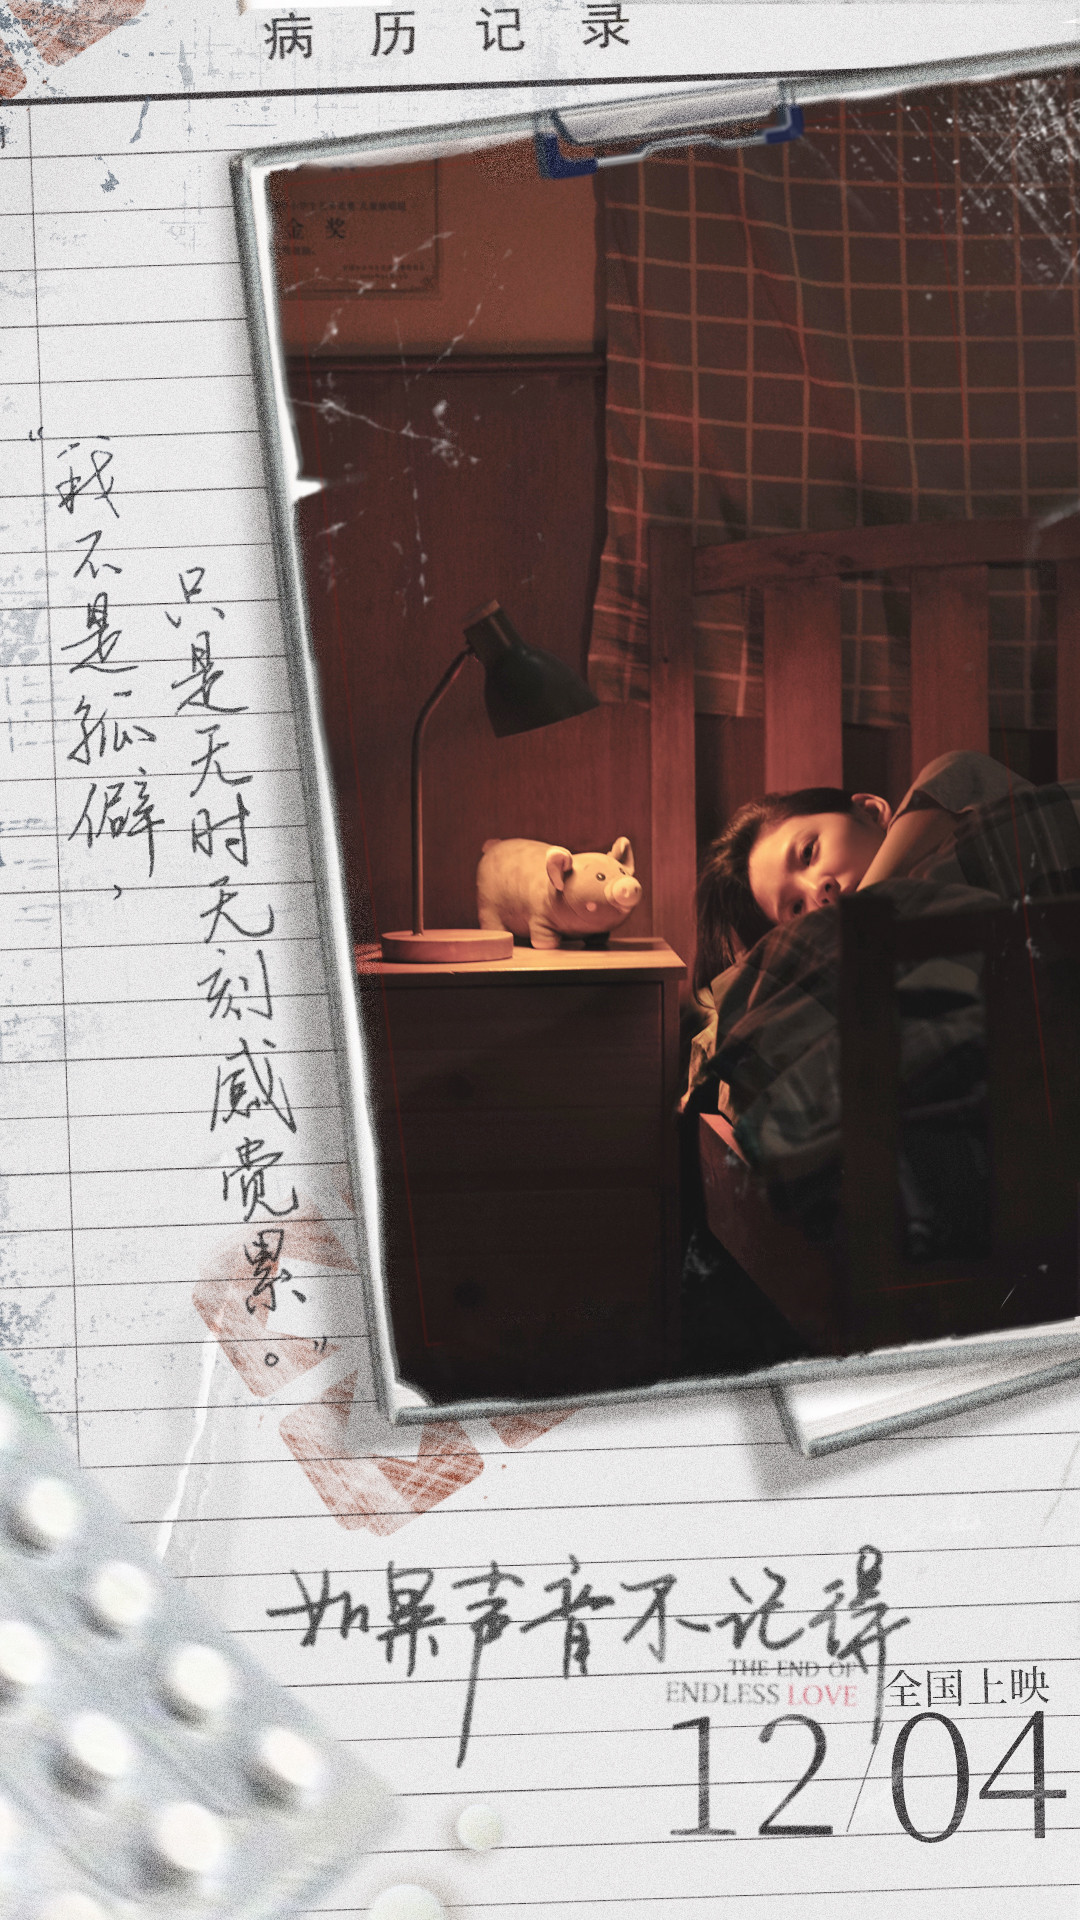 病历记录
金奖
“我不是孤僻，
只是无时无刻感觉累。”
如果声音不记得
THE END OF
ENDLESS LOVE
全国上映
12/04